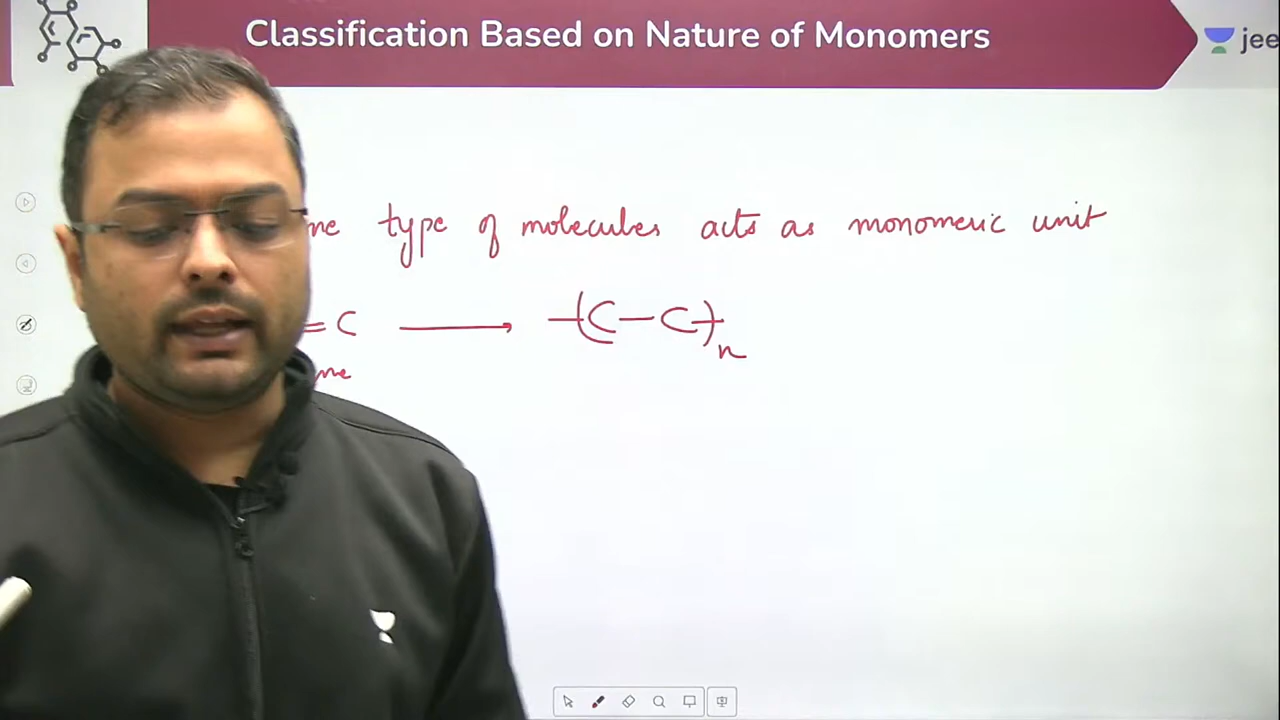 Classification Based on Nature of Monomers
jee
me type of molecules acts as monomeric unit
= C ⟶ -(C-C-)n
me